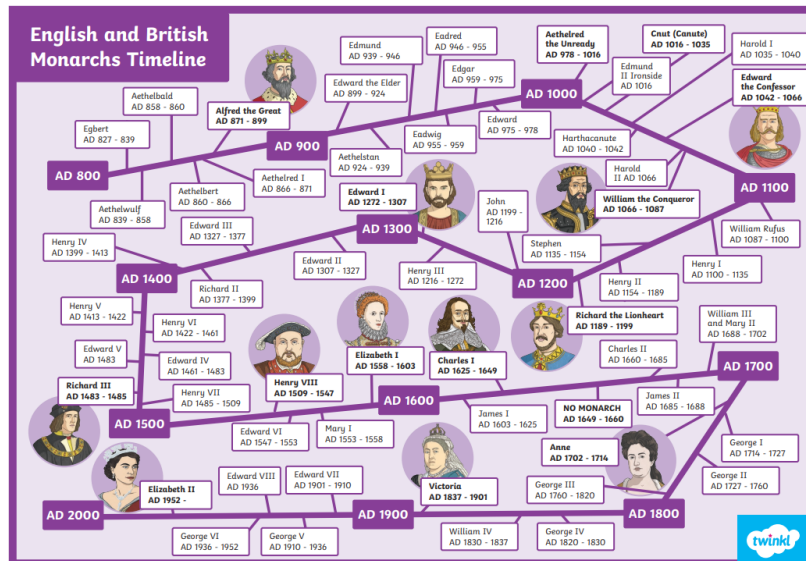 English and British
Monarchs Timeline
AD 800
Egbert
AD 827 - 839
Aethelwulf
AD 839 - 858
Aethelbald
AD 858 - 860
Aethelbert
AD 860 - 866
Aethelred I
AD 866 - 871
Alfred the Great
AD 871 - 899
AD 900
Edward the Elder
AD 899 - 924
Aethelstan
AD 924 - 939
Edmund
AD 939 - 946
Eadred
AD 946 - 955
Eadwig
AD 955 - 959
Edgar
AD 959 - 975
Edward
AD 975 - 978
Aethelred
the Unready
AD 978 - 1016
AD 1000
Edmund
II Ironside
AD 1016
Cnut (Canute)
AD 1016 - 1035
Harold I
AD 1035 - 1040
Harthacanute
AD 1040 - 1042
Edward
the Confessor
AD 1042 - 1066
Harold
II AD 1066
William the Conqueror
AD 1066 - 1087
AD 1100
William Rufus
AD 1087 - 1100
Henry I
AD 1100 - 1135
Stephen
AD 1135 - 1154
Henry II
AD 1154 - 1189
Richard the Lionheart
AD 1189 - 1199
AD 1200
John
AD 1199 -
1216
Henry III
AD 1216 - 1272
Edward I
AD 1272 - 1307
AD 1300
Edward II
AD 1307 - 1327
Edward III
AD 1327 - 1377
Richard II
AD 1377 - 1399
AD 1400
Henry IV
AD 1399 - 1413
Henry V
AD 1413 - 1422
Henry VI
AD 1422 - 1461
Edward IV
AD 1461 - 1483
Edward V
AD 1483
Richard III
AD 1483 - 1485
Henry VII
AD 1485 - 1509
AD 1500
Henry VIII
AD 1509 - 1547
Edward VI
AD 1547 - 1553
Mary I
AD 1553 - 1558
Elizabeth I
AD 1558 - 1603
AD 1600
James I
AD 1603 - 1625
Charles I
AD 1625 - 1649
NO MONARCH
AD 1649 - 1660
Charles II
AD 1660 - 1685
James II
AD 1685 - 1688
William III
and Mary II
AD 1688 - 1702
AD 1700
Anne
AD 1702 - 1714
George I
AD 1714 - 1727
George II
AD 1727 - 1760
George III
AD 1760 - 1820
AD 1800
George IV
AD 1820 - 1830
William IV
AD 1830 - 1837
Victoria
AD 1837 - 1901
AD 1900
Edward VII
AD 1901 - 1910
George V
AD 1910 - 1936
Edward VIII
AD 1936
George VI
AD 1936 - 1952
Elizabeth II
AD 1952 -
AD 2000
twinkl